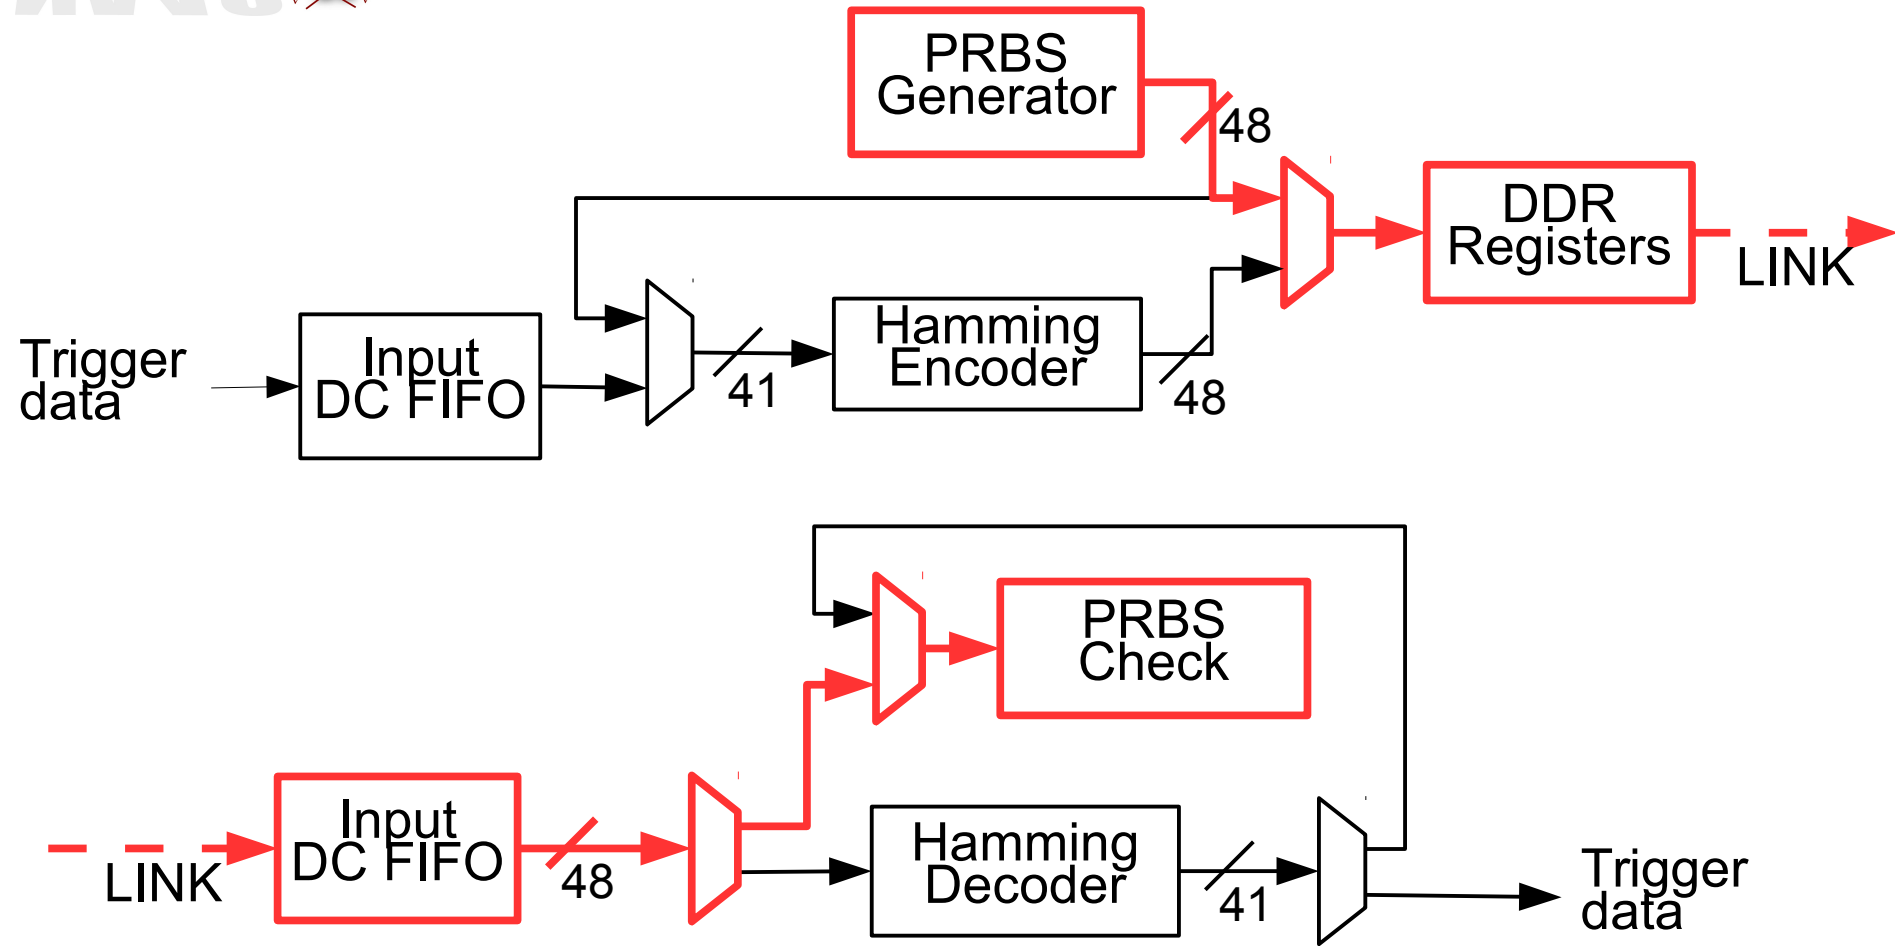 PRBS
Generator
48
DDR
Registers
LINK
Trigger
data
Input
DC FIFO
41
Hamming
Encoder
48
PRBS
Check
LINK
Input
DC FIFO
48
Hamming
Decoder
41
Trigger
data